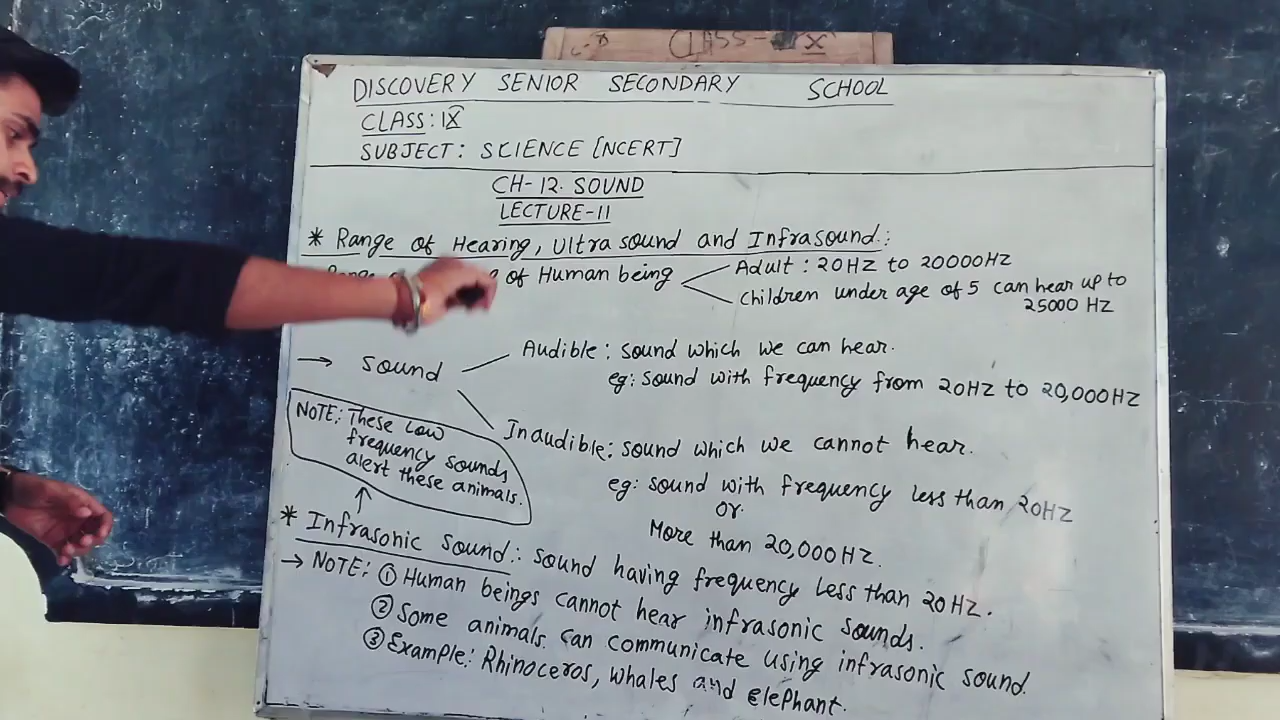 CLASS - IX
DISCOVERY SENIOR SECONDARY SCHOOL
CLASS: IX
SUBJECT: SCIENCE [NCERT]
CH-12. SOUND
LECTURE-11
* Range of Hearing, Ultrasound and Infrasound:
of Human being
Adult: 20HZ to 20000HZ
Children under age of 5 can hear up to
25000 HZ
→ Sound
Audible: Sound which we can hear.
eg: Sound with frequency from 20HZ to 20,000HZ
Inaudible: Sound which we cannot hear.
eg: Sound with frequency less than 20HZ
or
More than 20,000HZ.
NOTE: These low
frequency sounds
alert these animals.
* Infrasonic Sound: Sound having frequency less than 20HZ.
→ NOTE: ① Human beings cannot hear infrasonic sounds.
② Some animals can communicate using infrasonic sound.
③ Example: Rhinoceros, whales and elephant.